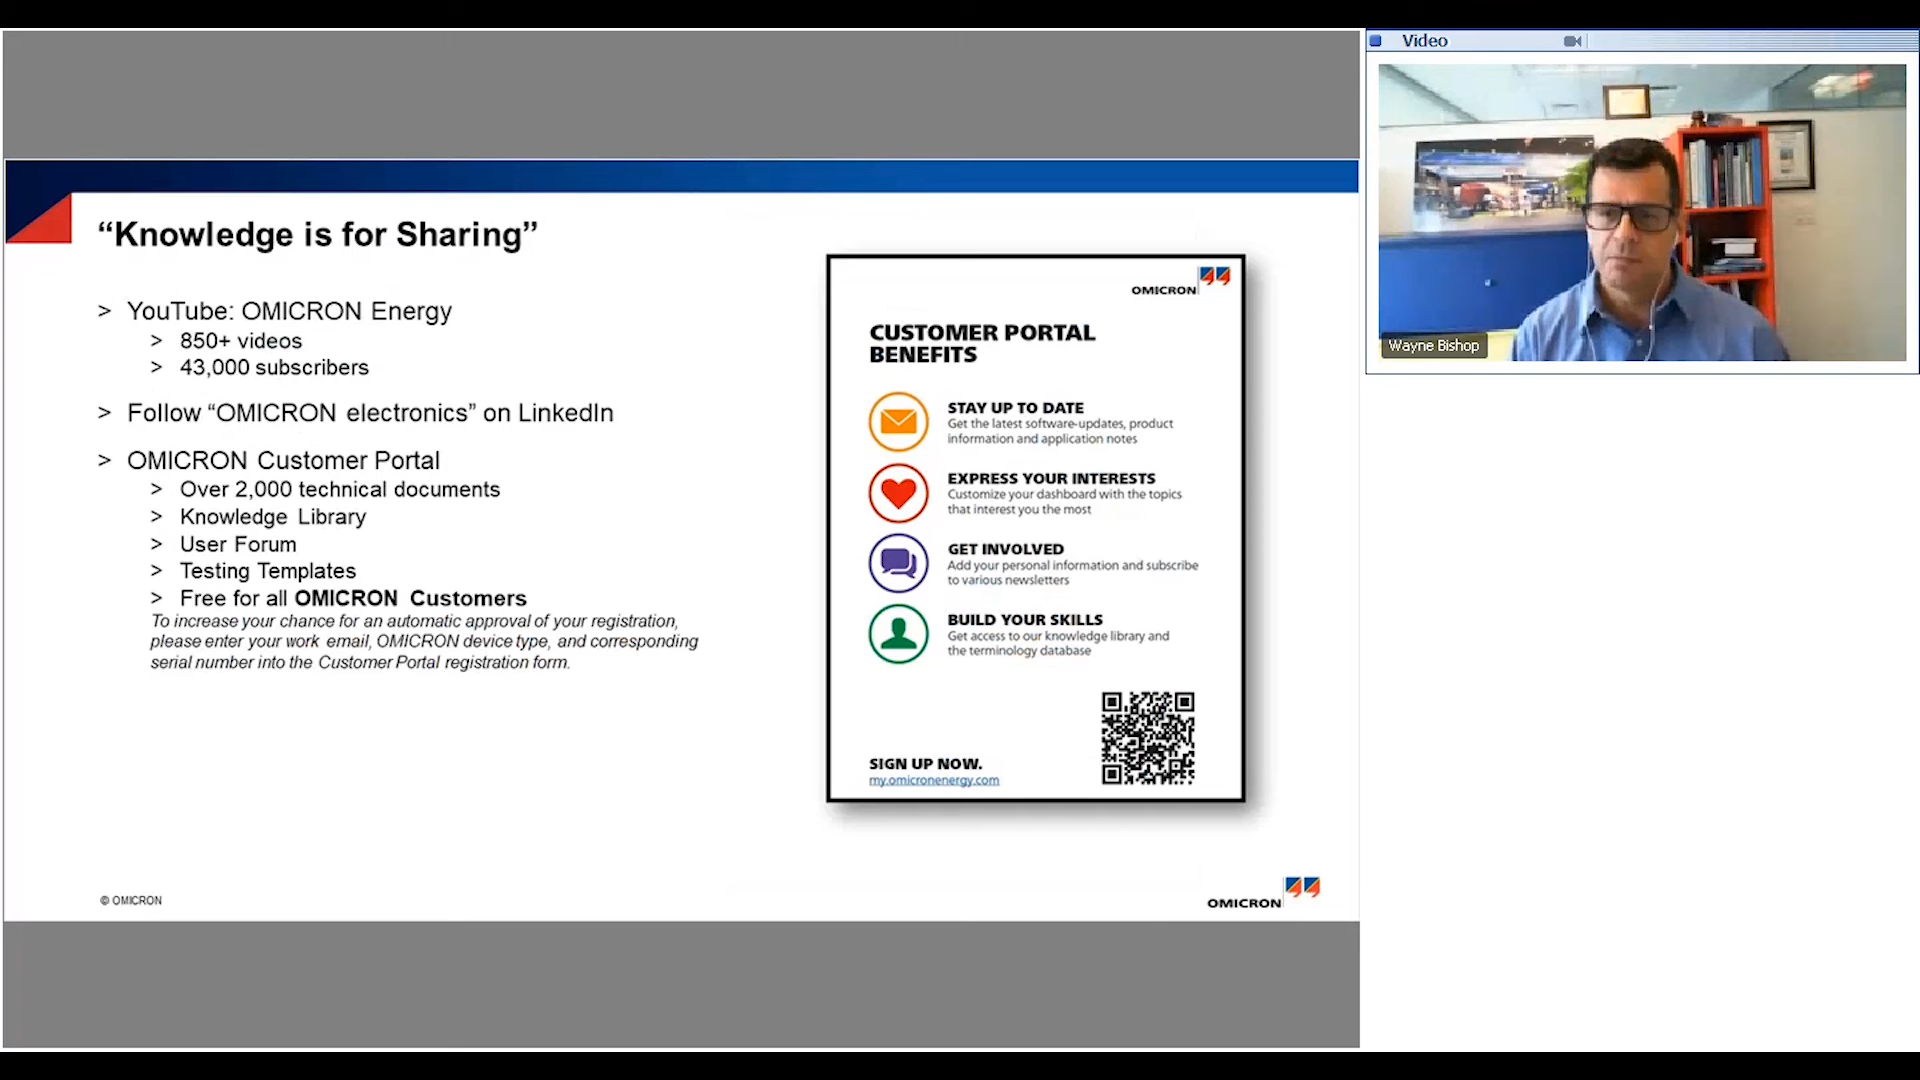 Video
Wayne Bishop
“Knowledge is for Sharing”
> YouTube: OMICRON Energy
> 850+ videos
> 43,000 subscribers
> Follow “OMICRON electronics” on LinkedIn
> OMICRON Customer Portal
> Over 2,000 technical documents
> Knowledge Library
> User Forum
> Testing Templates
> Free for all OMICRON Customers
To increase your chance for an automatic approval of your registration,
please enter your work email, OMICRON device type, and corresponding
serial number into the Customer Portal registration form.
OMICRON
CUSTOMER PORTAL
BENEFITS
STAY UP TO DATE
Get the latest software-updates, product
information and application notes
EXPRESS YOUR INTERESTS
Customize your dashboard with the topics
that interest you the most
GET INVOLVED
Add your personal information and subscribe
to various newsletters
BUILD YOUR SKILLS
Get access to our knowledge library and
the terminology database
SIGN UP NOW.
my.omicronenergy.com
© OMICRON
OMICRON